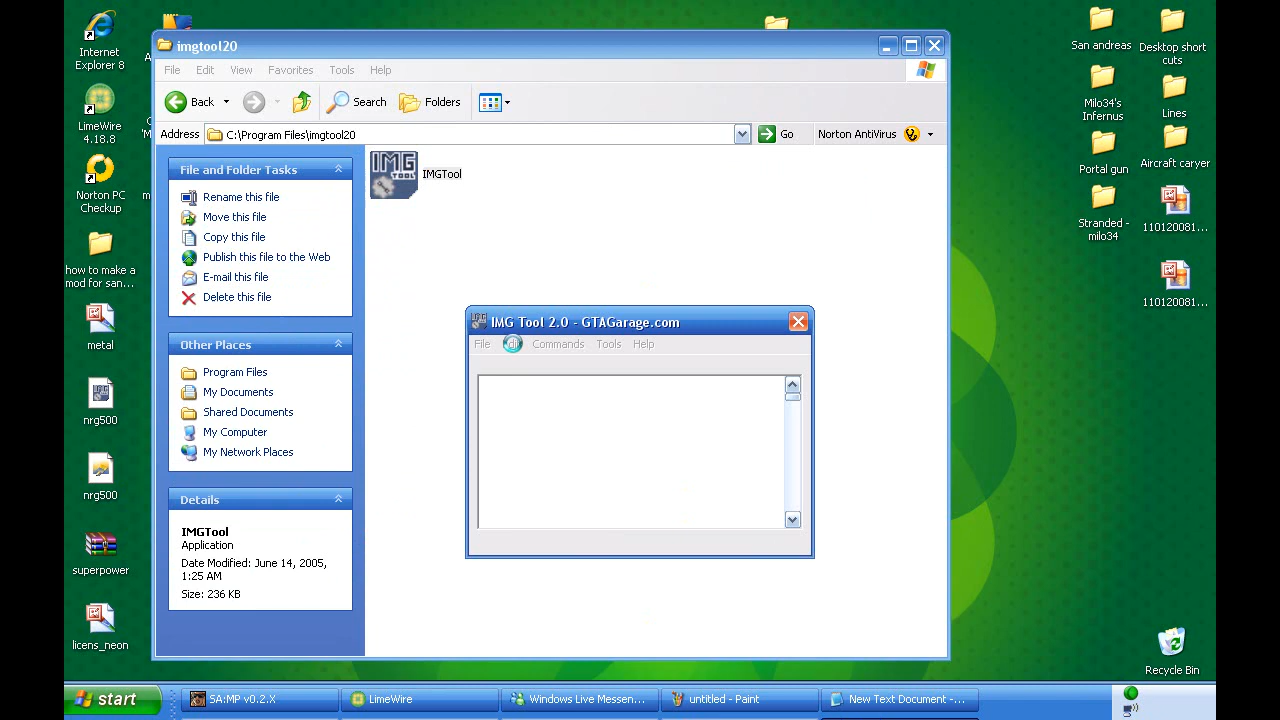 Internet
Explorer 8
LimeWire
4.18.8
Norton PC
Checkup
how to make a
mod for san...
metal
nrg500
nrg500
superpower
licens_neon
imgtool20
File Edit View Favorites Tools Help
Back Search Folders
Address C:\Program Files\imgtool20 Go Norton AntiVirus
File and Folder Tasks
Rename this file
Move this file
Copy this file
Publish this file to the Web
E-mail this file
Delete this file
Other Places
Program Files
My Documents
Shared Documents
My Computer
My Network Places
Details
IMGTool
Application
Date Modified: June 14, 2005,
1:25 AM
Size: 236 KB
IMG
TOOL
IMGTool
IMG Tool 2.0 - GTAGarage.com
File Commands Tools Help
San andreas
Desktop short
cuts
Milo34's
Infernus
Lines
Portal gun
Aircraft caryer
Stranded -
milo34
110120081...
110120081...
Recycle Bin
start
SA:MP v0.2.X
LimeWire
Windows Live Messen...
untitled - Paint
New Text Document -...